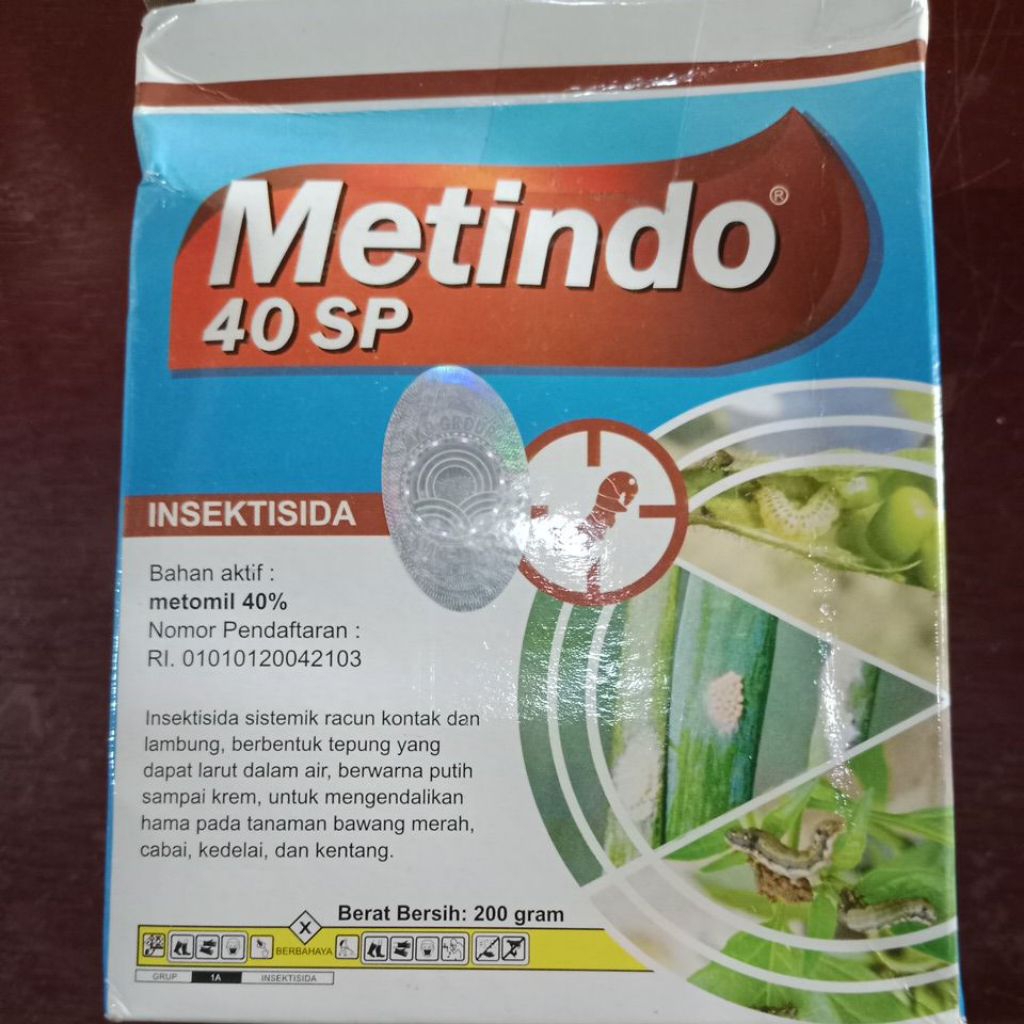 Metindo®
40 SP
INSEKTISIDA
Bahan aktif :
metomil 40%
Nomor Pendaftaran :
RI. 01010120042103
Insektisida sistemik racun kontak dan
lambung, berbentuk tepung yang
dapat larut dalam air, berwarna putih
sampai krem, untuk mengendalikan
hama pada tanaman bawang merah,
cabai, kedelai, dan kentang.
Berat Bersih: 200 gram
X
BERBAHAYA
GRUP 1A INSEKTISIDA